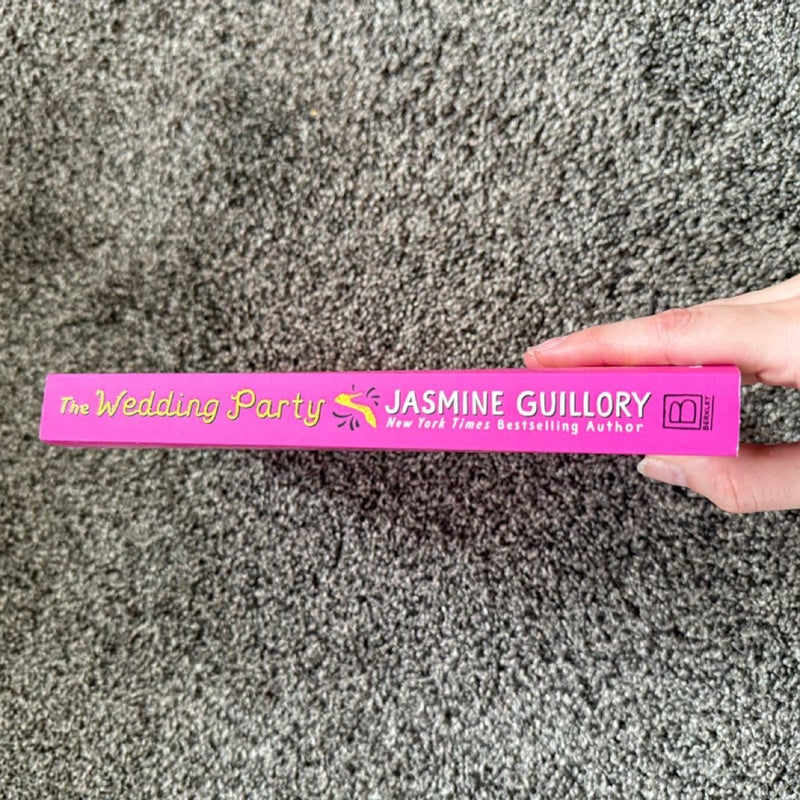 The Wedding Party
JASMINE GUILLORY
New York Times Bestselling Author
B
BERKLEY